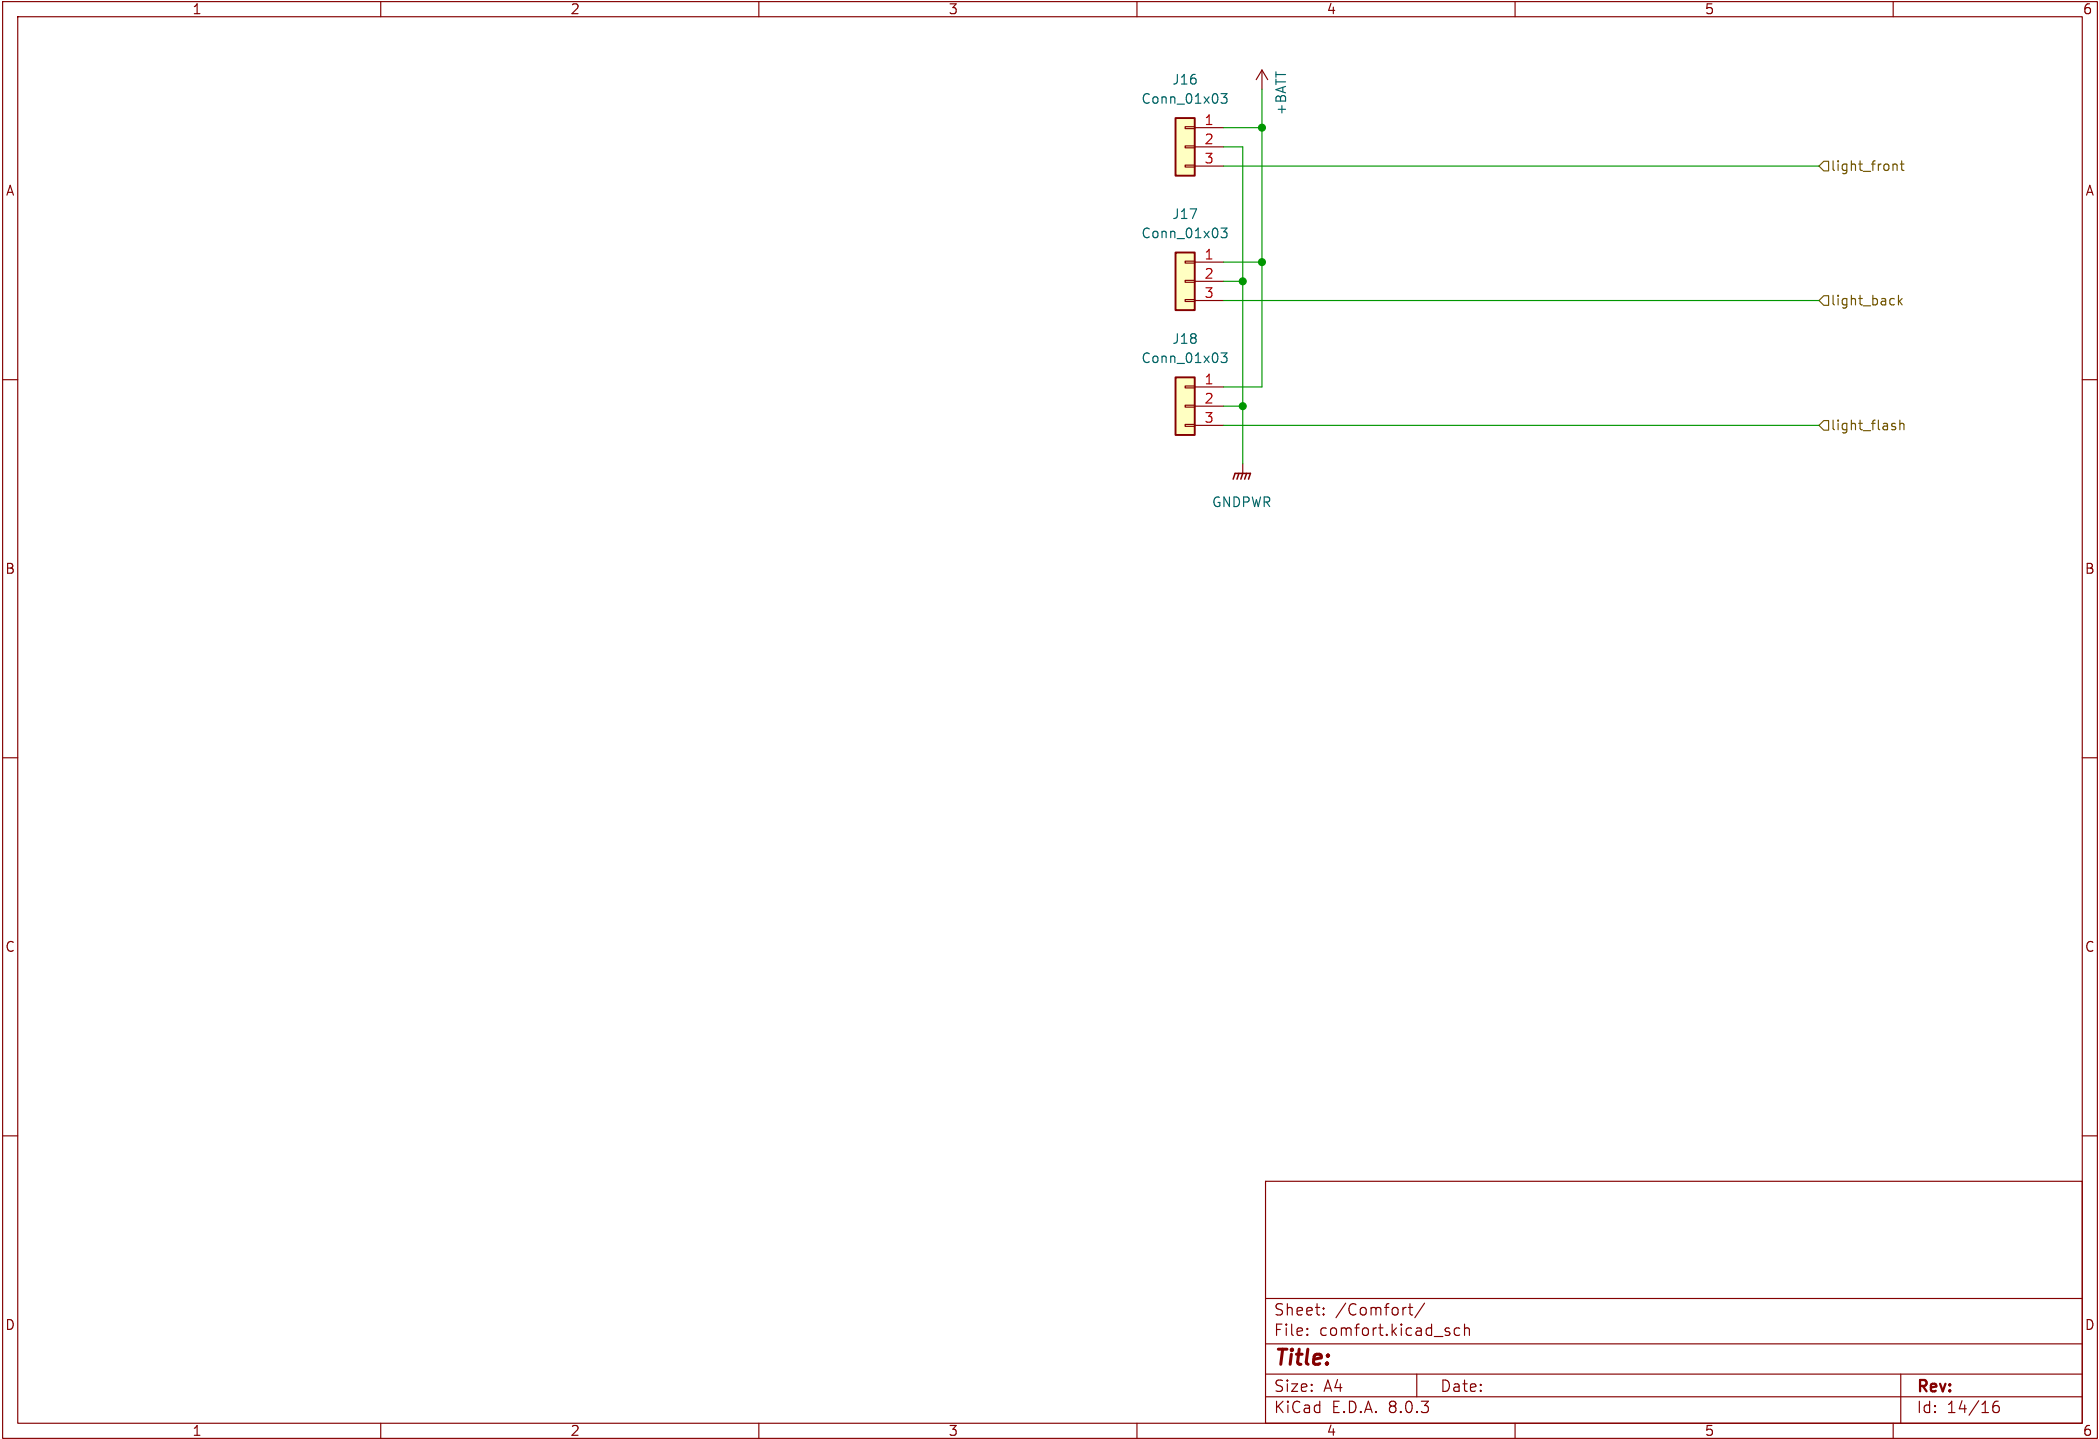 1 2 3 4 5 6
J16
Conn_01x03
+BATT
1
2
3
light_front
A A
J17
Conn_01x03
1
2
3
light_back
J18
Conn_01x03
1
2
3
light_flash
GNDPWR
B B
C C
Sheet: /Comfort/
File: comfort.kicad_sch
D D
Title:
Size: A4 Date: Rev:
KiCad E.D.A. 8.0.3 Id: 14/16
1 2 3 4 5 6